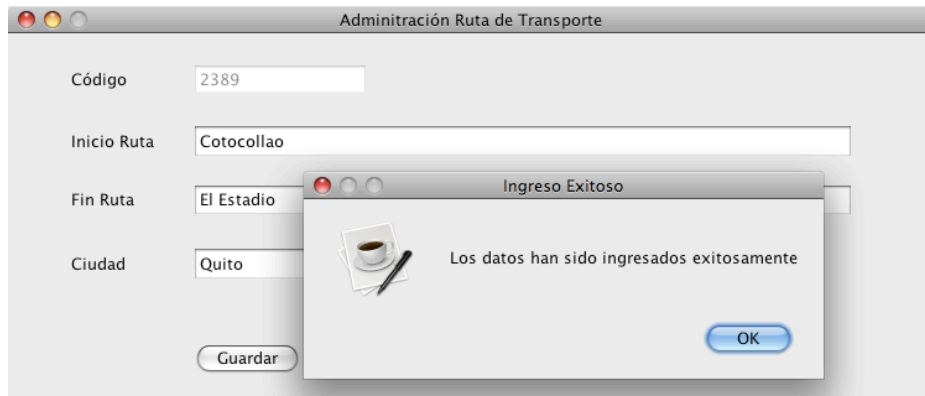 Adminitración Ruta de Transporte
Código 2389
Inicio Ruta Cotocollao
Ingreso Exitoso
Fin Ruta El Estadio
Los datos han sido ingresados exitosamente
Ciudad Quito
OK
Guardar